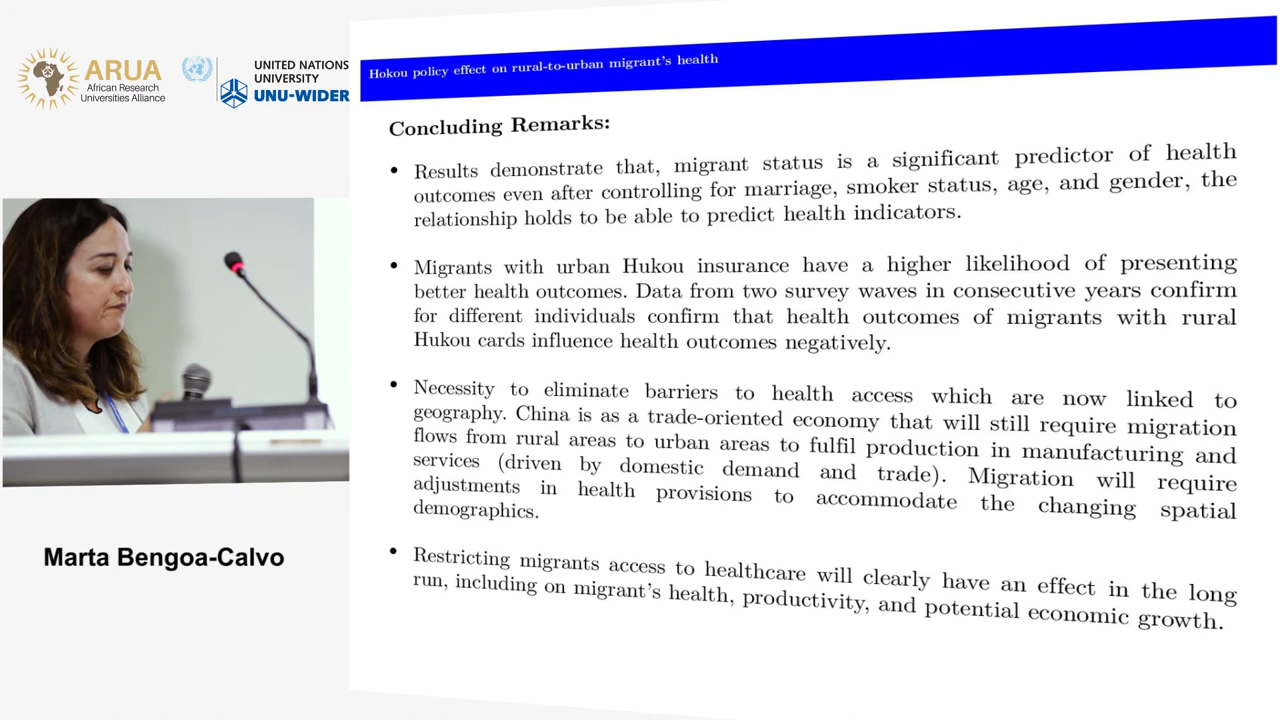 ARUA
African Research
Universities Alliance
UNITED NATIONS
UNIVERSITY
UNU-WIDER
Hokou policy effect on rural-to-urban migrant's health
Concluding Remarks:
• Results demonstrate that, migrant status is a significant predictor of health
outcomes even after controlling for marriage, smoker status, age, and gender, the
relationship holds to be able to predict health indicators.
• Migrants with urban Hukou insurance have a higher likelihood of presenting
better health outcomes. Data from two survey waves in consecutive years confirm
for different individuals confirm that health outcomes of migrants with rural
Hukou cards influence health outcomes negatively.
• Necessity to eliminate barriers to health access which are now linked to
geography. China is as a trade-oriented economy that will still require migration
flows from rural areas to urban areas to fulfil production in manufacturing and
services (driven by domestic demand and trade). Migration will require
adjustments in health provisions to accommodate the changing spatial
demographics.
• Restricting migrants access to healthcare will clearly have an effect in the long
run, including on migrant's health, productivity, and potential economic growth.
Marta Bengoa-Calvo